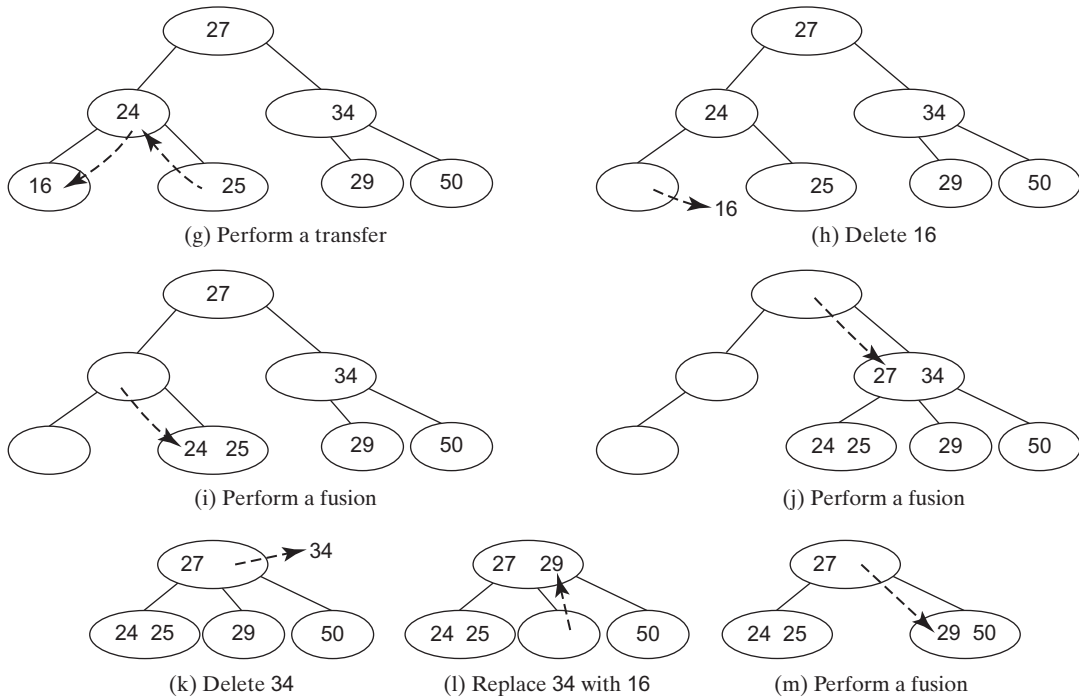 27 27
24 34 24 34
16 25 29 50 25 29 50
16
(g) Perform a transfer (h) Delete 16
27
34 27 34
24 25 29 50 24 25 29 50
(i) Perform a fusion (j) Perform a fusion
27 34 27 29 27
24 25 29 50 24 25 50 24 25 29 50
(k) Delete 34 (l) Replace 34 with 16 (m) Perform a fusion